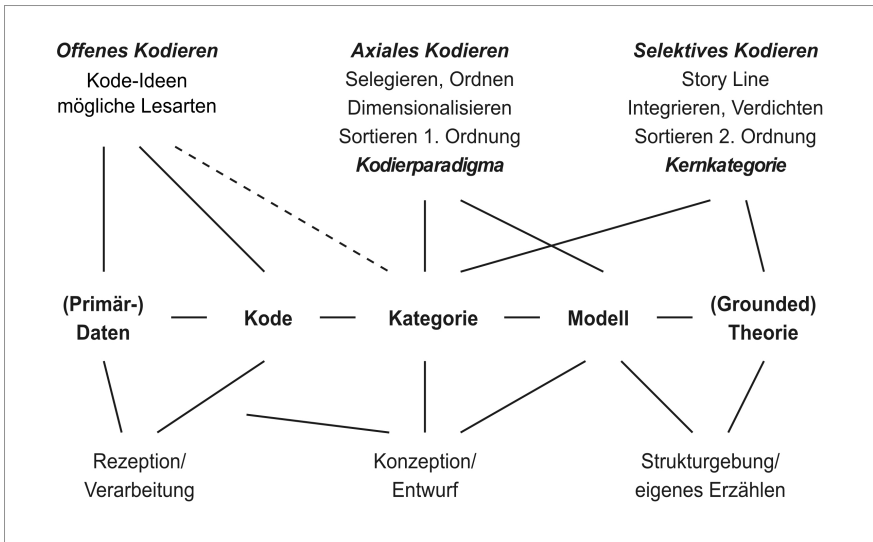 Offenes Kodieren
Kode-Ideen
mögliche Lesarten
Axiales Kodieren
Selegieren, Ordnen
Dimensionalisieren
Sortieren 1. Ordnung
Kodierparadigma
Selektives Kodieren
Story Line
Integrieren, Verdichten
Sortieren 2. Ordnung
Kernkategorie
(Primär-)
Daten
Kode
Kategorie
Modell
(Grounded)
Theorie
Rezeption/
Verarbeitung
Konzeption/
Entwurf
Strukturgebung/
eigenes Erzählen